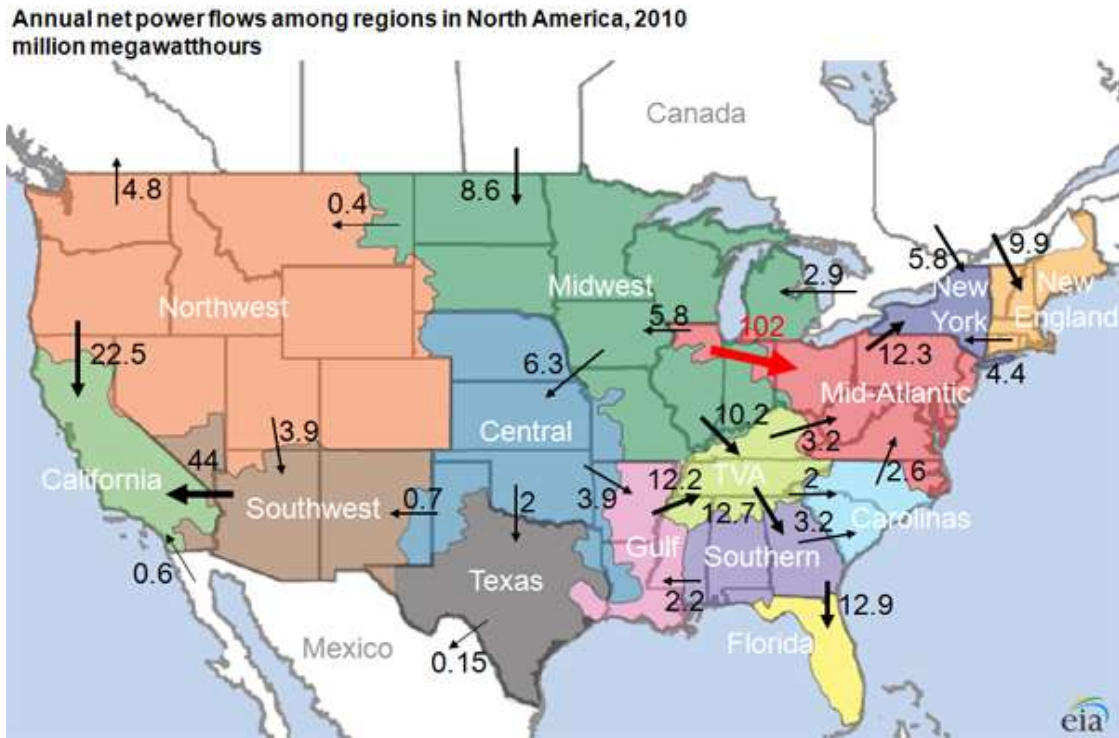 Annual net power flows among regions in North America, 2010
million megawatthours
Canada
4.8
8.6
0.4
9.9
5.8
2.9
New
New
Northwest
Midwest
York
England
5.8
102
22.5
12.3
6.3
4.4
Mid-Atlantic
10.2
3.9
Central
3.2
44
California
12.2
TVA
2.6
Southwest
0.7
2
3.9
2
12.7
3.2
Carolinas
Gulf
Southern
0.6
Texas
2.2
12.9
Mexico
0.15
Florida
eia